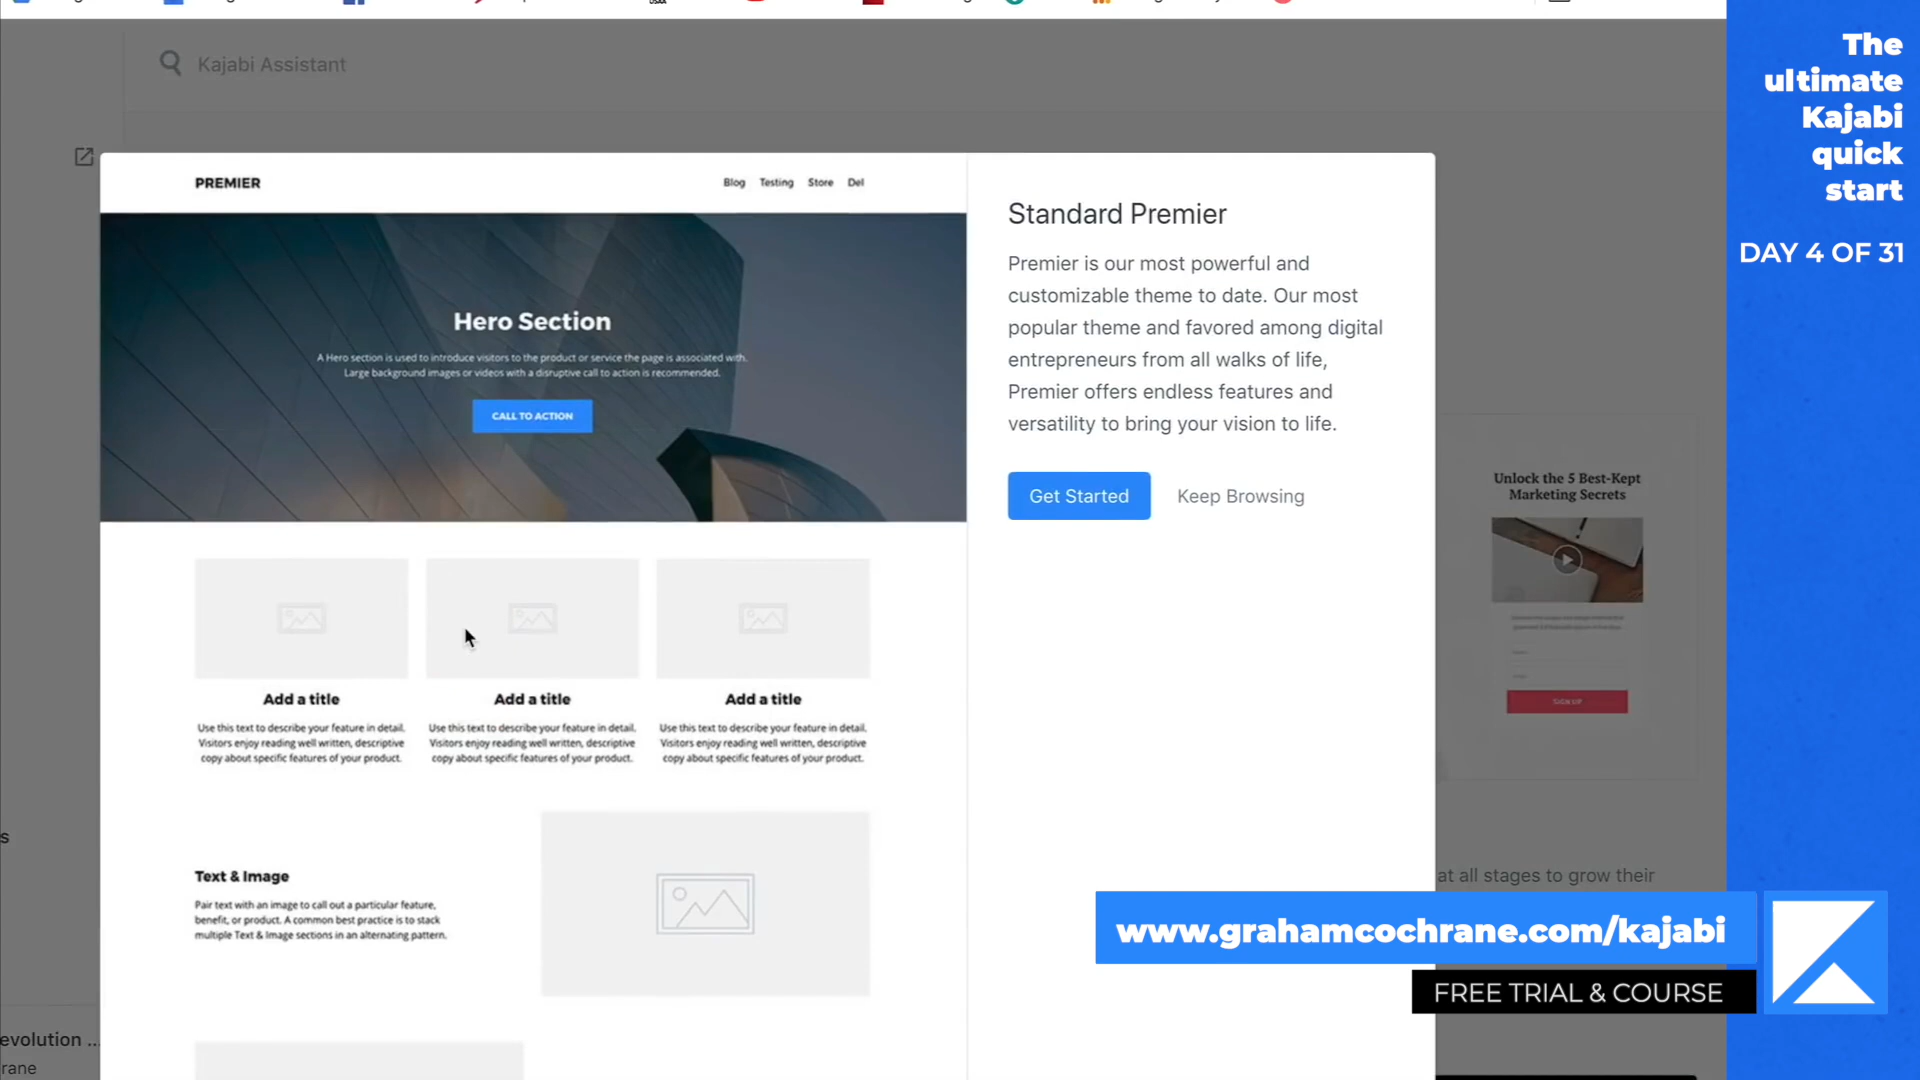 Kajabi Assistant
The
ultimate
Kajabi
quick
start
DAY 4 OF 31
PREMIER
Blog Testing Store Del
Hero Section
A Hero section is used to introduce visitors to the product or service the page is associated with.
Large background images or videos with a disruptive call to action is recommended.
CALL TO ACTION
Add a title
Use this text to describe your feature in detail.
Visitors enjoy reading well written, descriptive
copy about specific features of your product.
Add a title
Use this text to describe your feature in detail.
Visitors enjoy reading well written, descriptive
copy about specific features of your product.
Add a title
Use this text to describe your feature in detail.
Visitors enjoy reading well written, descriptive
copy about specific features of your product.
Text & Image
Pair text with an image to call out a particular feature,
benefit, or product. A common best practice is to stack
multiple Text & Image sections in an alternating pattern.
Standard Premier
Premier is our most powerful and
customizable theme to date. Our most
popular theme and favored among digital
entrepreneurs from all walks of life,
Premier offers endless features and
versatility to bring your vision to life.
Get Started Keep Browsing
Unlock the 5 Best-Kept
Marketing Secrets
SIGN UP
at all stages to grow their
www.grahamcochrane.com/kajabi
FREE TRIAL & COURSE
s
evolution ...
rane